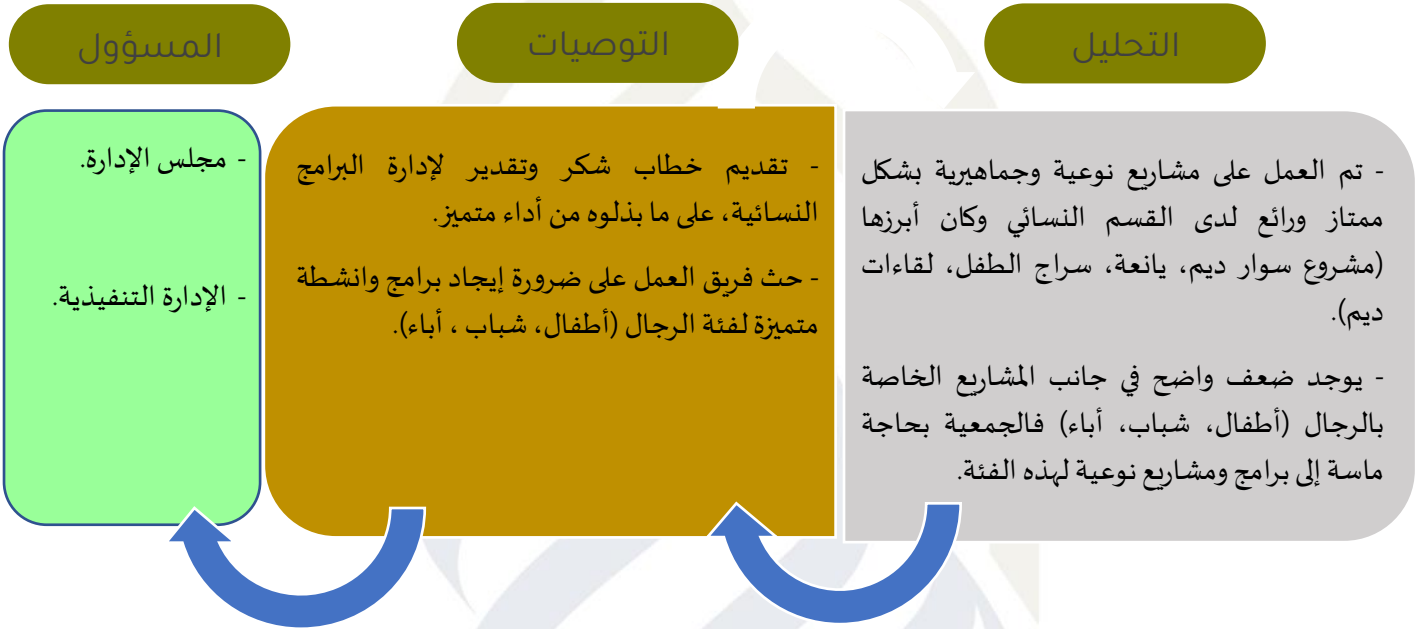 التحليل
التوصيات
المسؤول
- تم العمل على مشاريع نوعية وجماهيرية بشكل
ممتاز ورائع لدى القسم النسائي وكان أبرزها
(مشروع سوار ديم، يانعة، سراج الطفل، لقاءات
ديم).
- يوجد ضعف واضح في جانب المشاريع الخاصة
بالرجال (أطفال، شباب، أباء) فالجمعية بحاجة
ماسة إلى برامج ومشاريع نوعية لهذه الفئة.
- تقديم خطاب شكر وتقدير لإدارة البرامج
النسائية، على ما بذلوه من أداء متميز.
- حث فريق العمل على ضرورة إيجاد برامج وانشطة
متميزة لفئة الرجال (أطفال، شباب ، أباء).
- مجلس الإدارة.
- الإدارة التنفيذية.